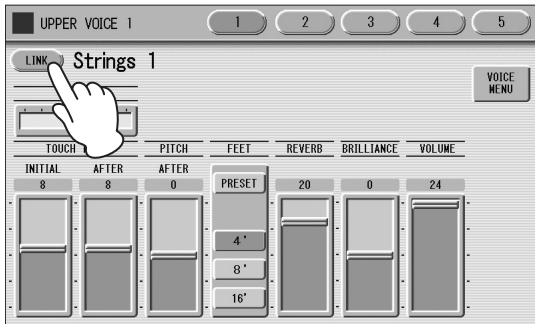 UPPER VOICE 1 1 2 3 4 5
LINK Strings 1
VOICE
MENU
TOUCH PITCH FEET REVERB BRILLIANCE VOLUME
INITIAL AFTER AFTER
8 8 0 PRESET 20 0 24
4'
8'
16'